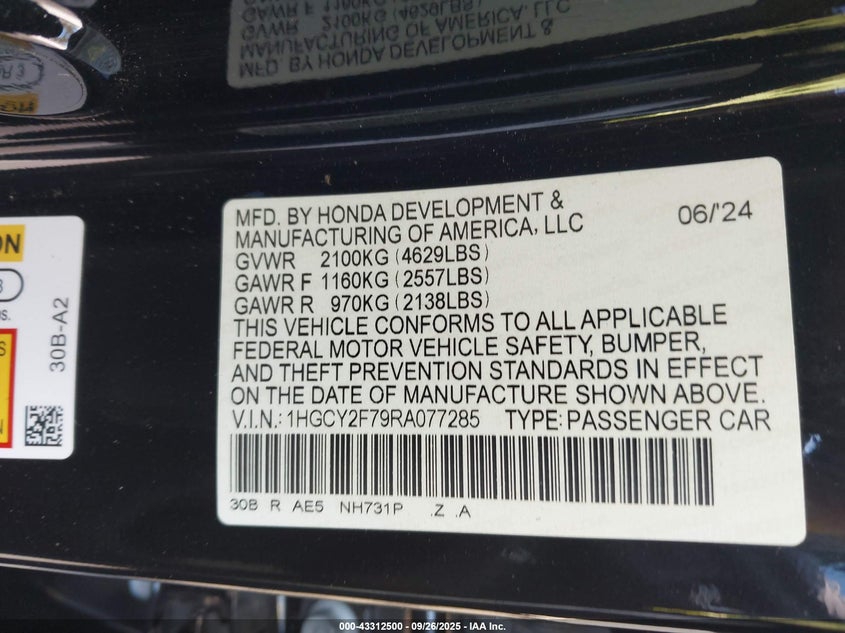 MFD. BY HONDA DEVELOPMENT &
MANUFACTURING OF AMERICA, LLC
06/'24
GVWR 2100KG (4629LBS)
GAWR F 1160KG (2557LBS)
GAWR R 970KG (2138LBS)
THIS VEHICLE CONFORMS TO ALL APPLICABLE
FEDERAL MOTOR VEHICLE SAFETY, BUMPER,
AND THEFT PREVENTION STANDARDS IN EFFECT
ON THE DATE OF MANUFACTURE SHOWN ABOVE.
V.I.N.: 1HGCY2F79RA077285 TYPE: PASSENGER CAR
30B R AE5 NH731P .Z .A
30B-A2
000-43312500 - 09/26/2025 - IAA Inc.